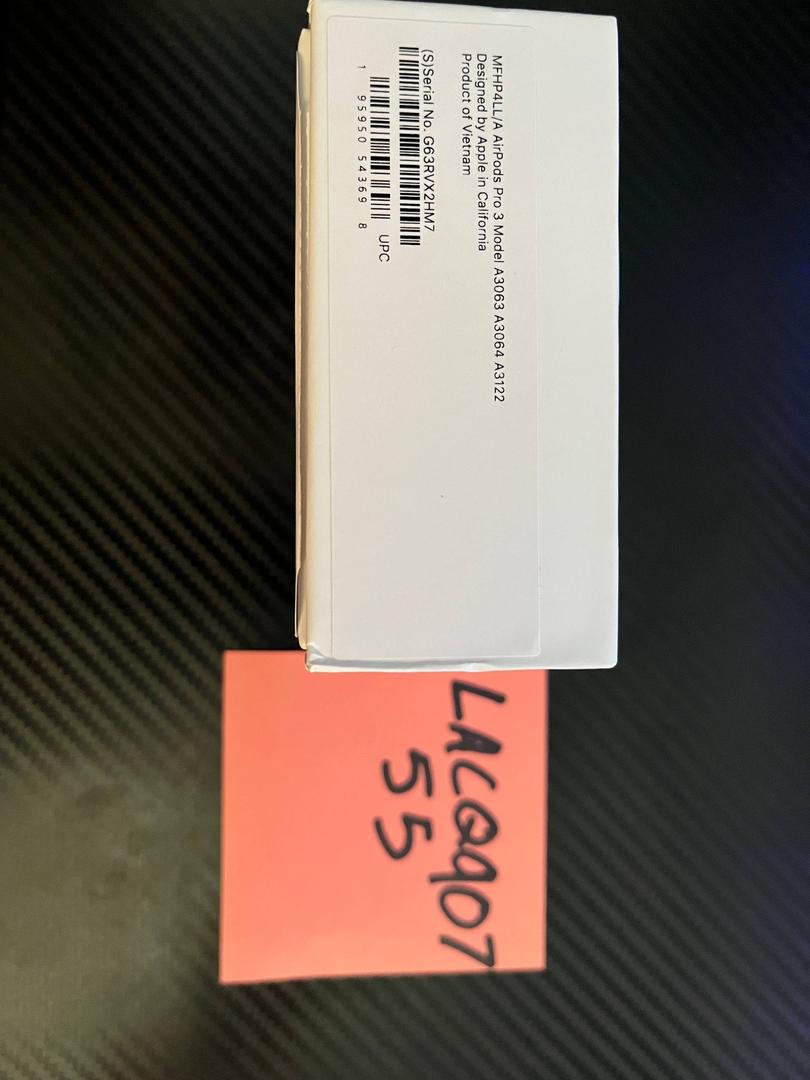 MFHP4LL/A AirPods Pro 3 Model A3063 A3064 A3122
Designed by Apple in California
Product of Vietnam
(S)Serial No. G63RVX2HM7
UPC
1 95950 54369 8
LACQ907
55